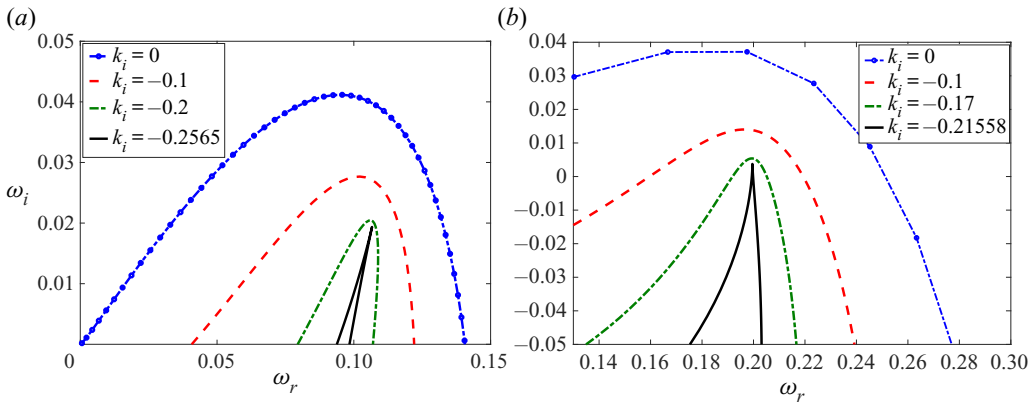 (a)
0.05
0.04
0.03
ω_i
0.02
0.01
0
0.05
0.10
0.15
ω_r
k_i = 0
k_i = −0.1
k_i = −0.2
k_i = −0.2565
(b)
0.04
0.03
0.02
0.01
0
−0.01
−0.02
−0.03
−0.04
−0.05
0.14
0.16
0.18
0.20
0.22
0.24
0.26
0.28
0.30
ω_r
k_i = 0
k_i = −0.1
k_i = −0.17
k_i = −0.21558